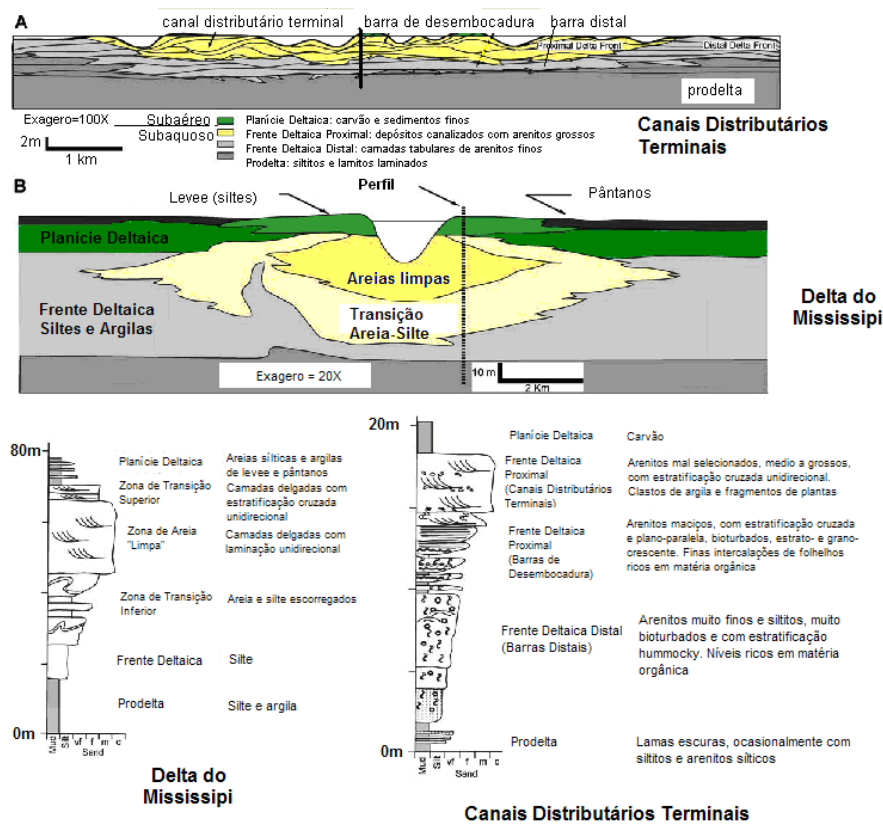 A
canal distributário terminal
barra de desembocadura
barra distal
Proximal Delta Front
Distal Delta Front
prodelta
Exagero=100X
Subaéreo
Subaquoso
2m
1 km
Planície Deltaica: carvão e sedimentos finos
Frente Deltaica Proximal: depósitos canalizados com arenitos grossos
Frente Deltaica Distal: camadas tabulares de arenitos finos
Prodelta: siltitos e lamitos laminados
Canais Distributários
Terminais
B
Levee (siltes)
Perfil
Pântanos
Planície Deltaica
Areias limpas
Frente Deltaica
Siltes e Argilas
Transição
Areia-Silte
Delta do
Mississipi
Exagero = 20X
10 m
2 Km
80m
Planície Deltaica
Areias sílticas e argilas
de levee e pântanos
Zona de Transição
Superior
Camadas delgadas com
estratificação cruzada
unidirecional
Zona de Areia
"Limpa"
Camadas delgadas com
laminação unidirecional
Zona de Transição
Inferior
Areia e silte escorregados
Frente Deltaica
Silte
Prodelta
Silte e argila
0m
Mud
Silt
vf
f
m
c
Sand
Delta do
Mississipi
20m
Planície Deltaica
Carvão
Frente Deltaica
Proximal
(Canais Distributários
Terminais)
Arenitos mal selecionados, medio a grossos,
com estratificação cruzada unidirecional.
Clastos de argila e fragmentos de plantas
Frente Deltaica
Proximal
(Barras de
Desembocadura)
Arenitos maciços, com estratificação cruzada
e plano-paralela, bioturbados, estrato- e grano-
crescente. Finas intercalações de folhelhos
ricos em matéria orgânica
Frente Deltaica Distal
(Barras Distais)
Arenitos muito finos e siltitos, muito
bioturbados e com estratificação
hummocky. Níveis ricos em matéria
orgânica
Prodelta
Lamas escuras, ocasionalmente com
siltitos e arenitos sílticos
0m
Mud
Silt
vf
f
m
c
Sand
Canais Distributários Terminais